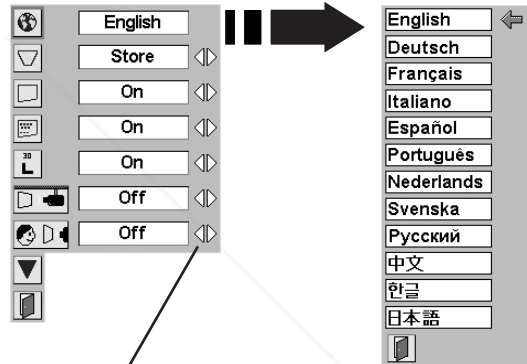 English
Store
On
On
30
L
On
Off
Off
English
Deutsch
Français
Italiano
Español
Português
Nederlands
Svenska
Русский
中文
한글
日本語